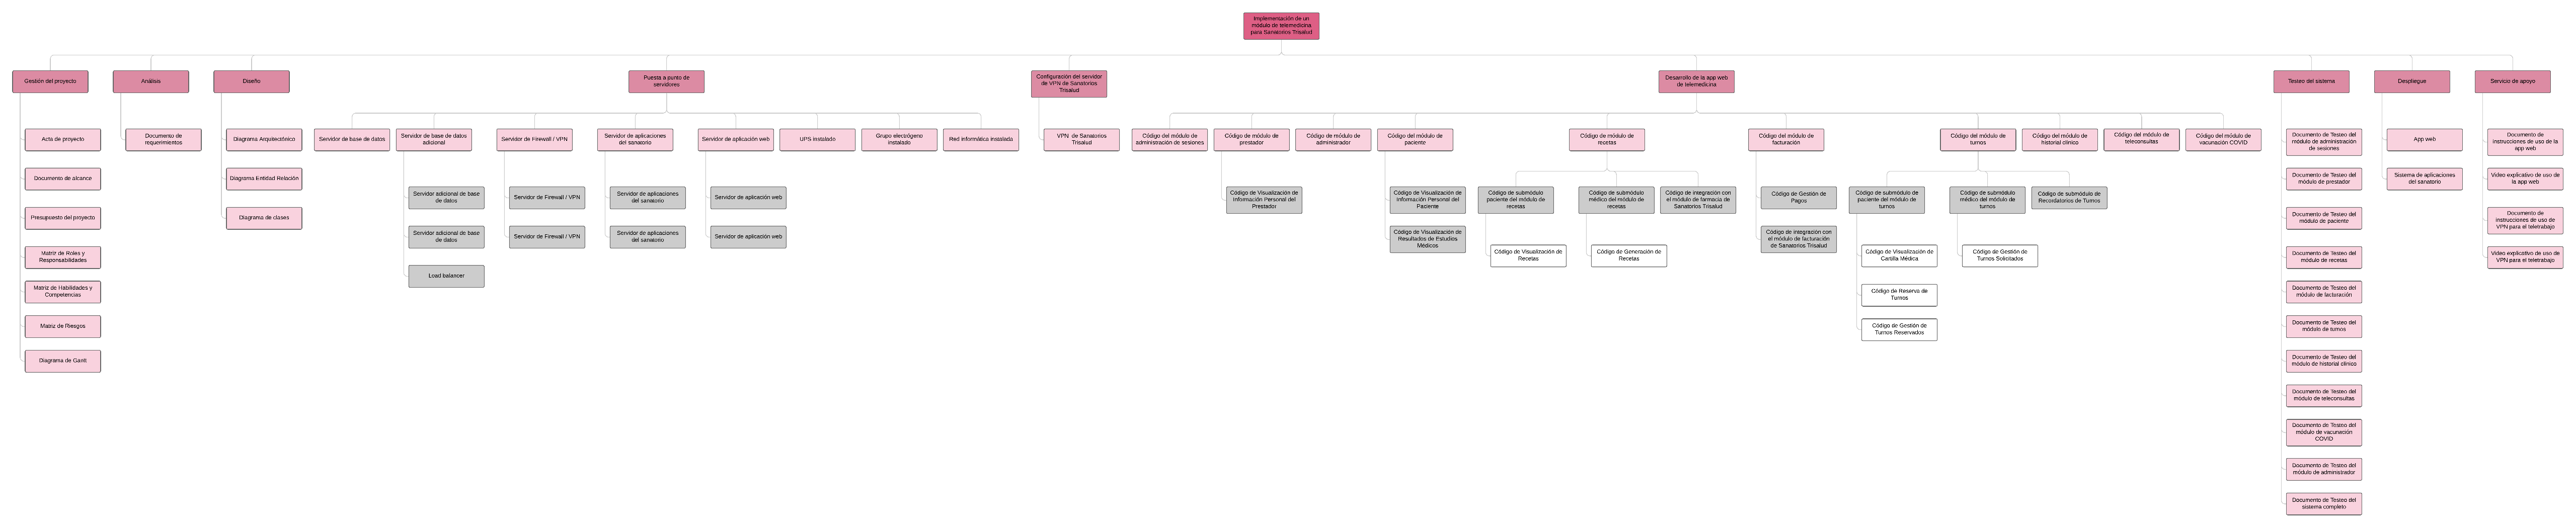 Implementación de un
módulo de telemedicina
para Sanatorios Trisalud
Gestión del proyecto
Análisis
Diseño
Puesta a punto de
servidores
Configuración del servidor
de VPN de Sanatorios
Trisalud
Desarrollo de la app web
de telemedicina
Testeo del sistema
Despliegue
Servicio de apoyo
Acta de proyecto
Documento de alcance
Presupuesto del proyecto
Matriz de Roles y
Responsabilidades
Matriz de Habilidades y
Competencias
Matriz de Riesgos
Diagrama de Gantt
Documento de
requerimientos
Diagrama Arquitectónico
Diagrama Entidad Relación
Diagrama de clases
Servidor de base de datos
Servidor de base de datos
adicional
Servidor adicional de base
de datos
Servidor adicional de base
de datos
Load balancer
Servidor de Firewall / VPN
Servidor de Firewall / VPN
Servidor de Firewall / VPN
Servidor de aplicaciones
del sanatorio
Servidor de aplicaciones
del sanatorio
Servidor de aplicaciones
del sanatorio
Servidor de aplicación web
Servidor de aplicación web
Servidor de aplicación web
UPS instalado
Grupo electrógeno
instalado
Red informática instalada
VPN de Sanatorios
Trisalud
Código del módulo de
administración de sesiones
Código de módulo de
prestador
Código de Visualización de
Información Personal del
Prestador
Código de módulo de
administrador
Código del módulo de
paciente
Código de Visualización de
Información Personal del
Paciente
Código de Visualización de
Resultados de Estudios
Médicos
Código de módulo de
recetas
Código de submódulo
paciente del módulo de
recetas
Código de Visualización de
Recetas
Código de submódulo
médico del módulo de
recetas
Código de Generación de
Recetas
Código de integración con
el módulo de farmacia de
Sanatorios Trisalud
Código del módulo de
facturación
Código de Gestión de
Pagos
Código de integración con
el módulo de facturación
de Sanatorios Trisalud
Código del módulo de
turnos
Código de submódulo de
paciente del módulo de
turnos
Código de Visualización de
Cartilla Médica
Código de Reserva de
Turnos
Código de Gestión de
Turnos Reservados
Código de submódulo
médico del módulo de
turnos
Código de Gestión de
Turnos Solicitados
Código de submódulo de
Recordatorios de Turnos
Código del módulo de
historial clínico
Código del módulo de
teleconsultas
Código del módulo de
vacunación COVID
Documento de Testeo del
módulo de administración
de sesiones
Documento de Testeo del
módulo de prestador
Documento de Testeo del
módulo de paciente
Documento de Testeo del
módulo de recetas
Documento de Testeo del
módulo de facturación
Documento de Testeo del
módulo de turnos
Documento de Testeo del
módulo de historial clínico
Documento de Testeo del
módulo de teleconsultas
Documento de Testeo del
módulo de vacunación
COVID
Documento de Testeo del
módulo de administrador
Documento de Testeo del
sistema completo
App web
Sistema de aplicaciones
del sanatorio
Documento de
instrucciones de uso de la
app web
Video explicativo de uso de
la app web
Documento de
instrucciones de uso de
VPN para el teletrabajo
Video explicativo de uso de
VPN para el teletrabajo